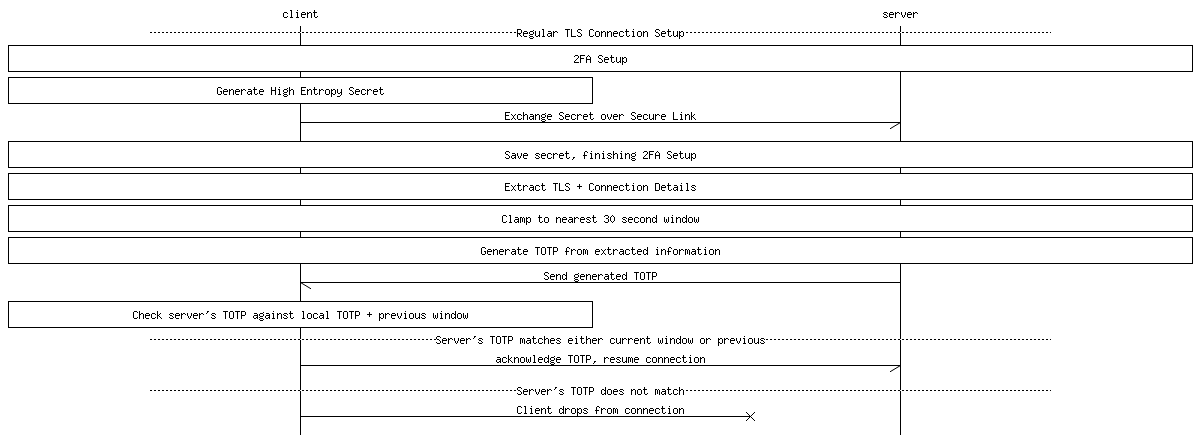 client
server
Regular TLS Connection Setup
2FA Setup
Generate High Entropy Secret
Exchange Secret over Secure Link
Save secret, finishing 2FA Setup
Extract TLS + Connection Details
Clamp to nearest 30 second window
Generate TOTP from extracted information
Send generated TOTP
Check server's TOTP against local TOTP + previous window
Server's TOTP matches either current window or previous
acknowledge TOTP, resume connection
Server's TOTP does not match
Client drops from connection